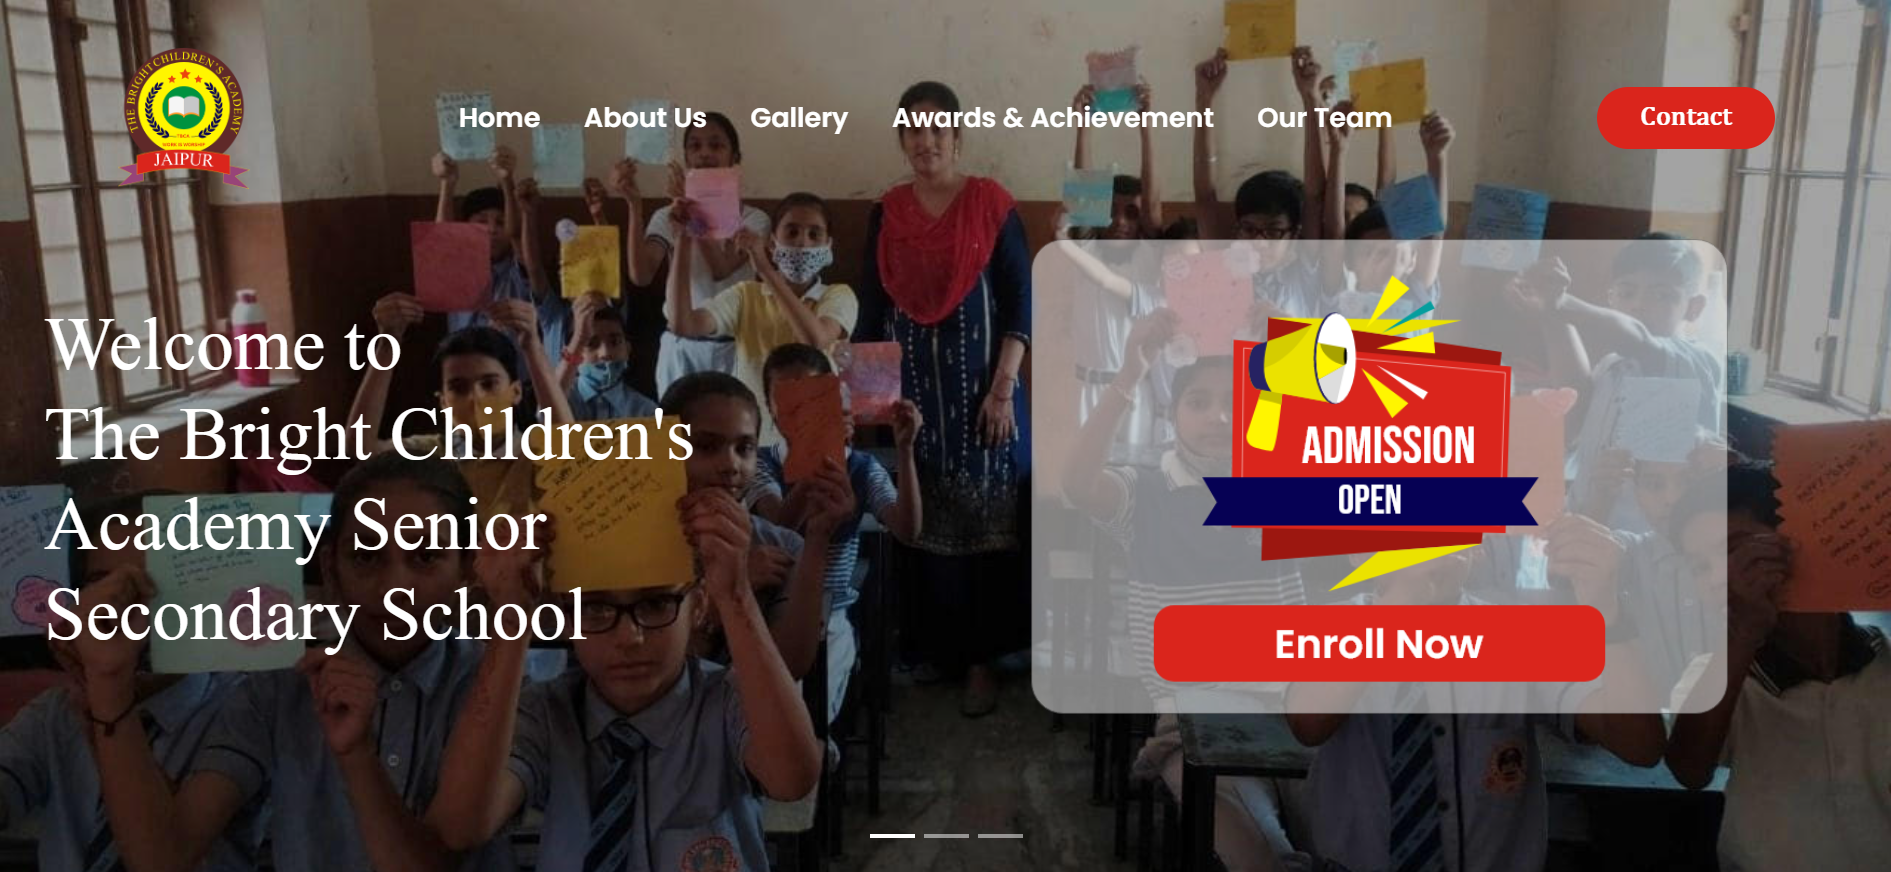 THE BRIGHT CHILDREN'S ACADEMY
TBCA
WORK IS WORSHIP
JAIPUR
Home About Us Gallery Awards & Achievement Our Team Contact
Welcome to
The Bright Children's
Academy Senior
Secondary School
ADMISSION
OPEN
Enroll Now